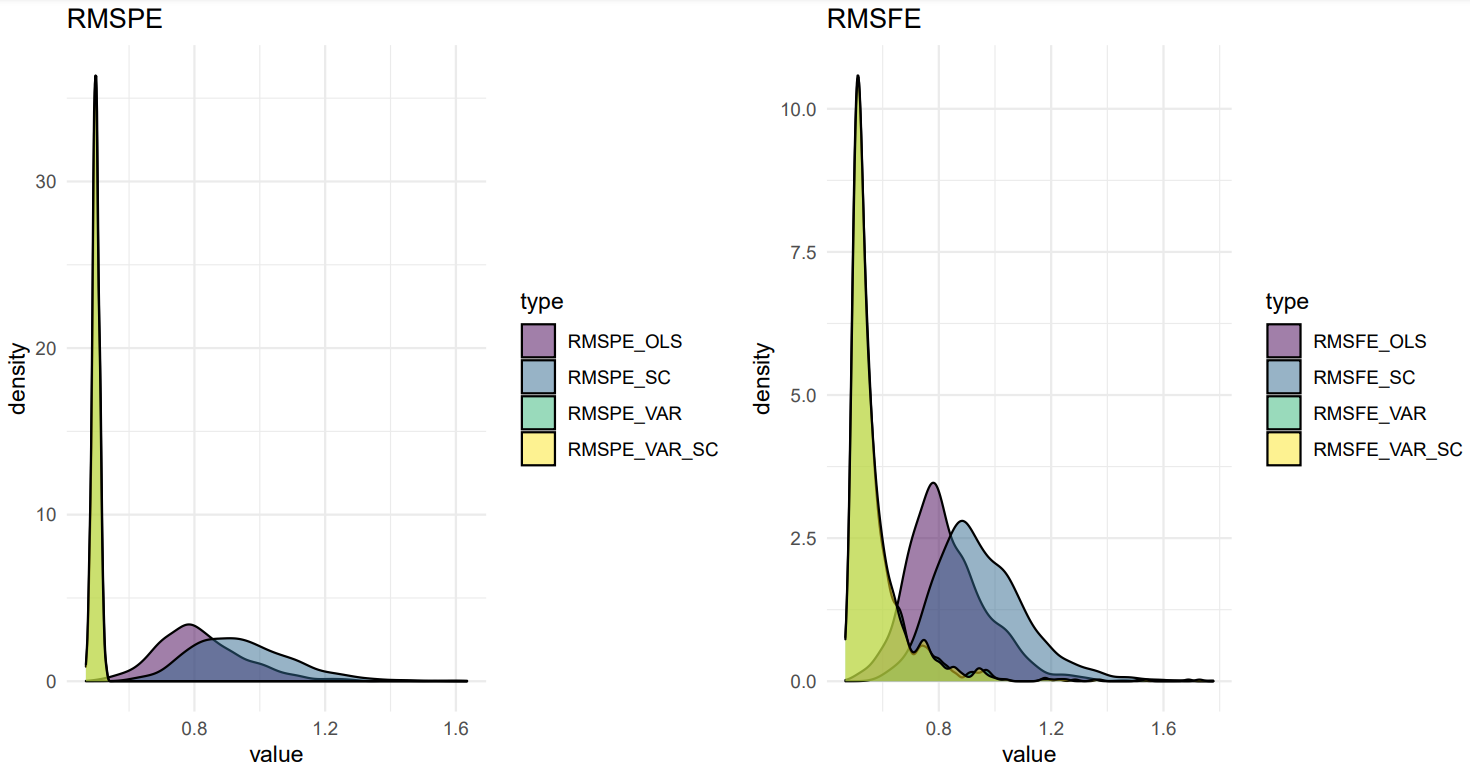 RMSPE
density
30
20
10
0
0.8 1.2 1.6
value
type
RMSPE_OLS
RMSPE_SC
RMSPE_VAR
RMSPE_VAR_SC
RMSFE
density
10.0
7.5
5.0
2.5
0.0
0.8 1.2 1.6
value
type
RMSFE_OLS
RMSFE_SC
RMSFE_VAR
RMSFE_VAR_SC